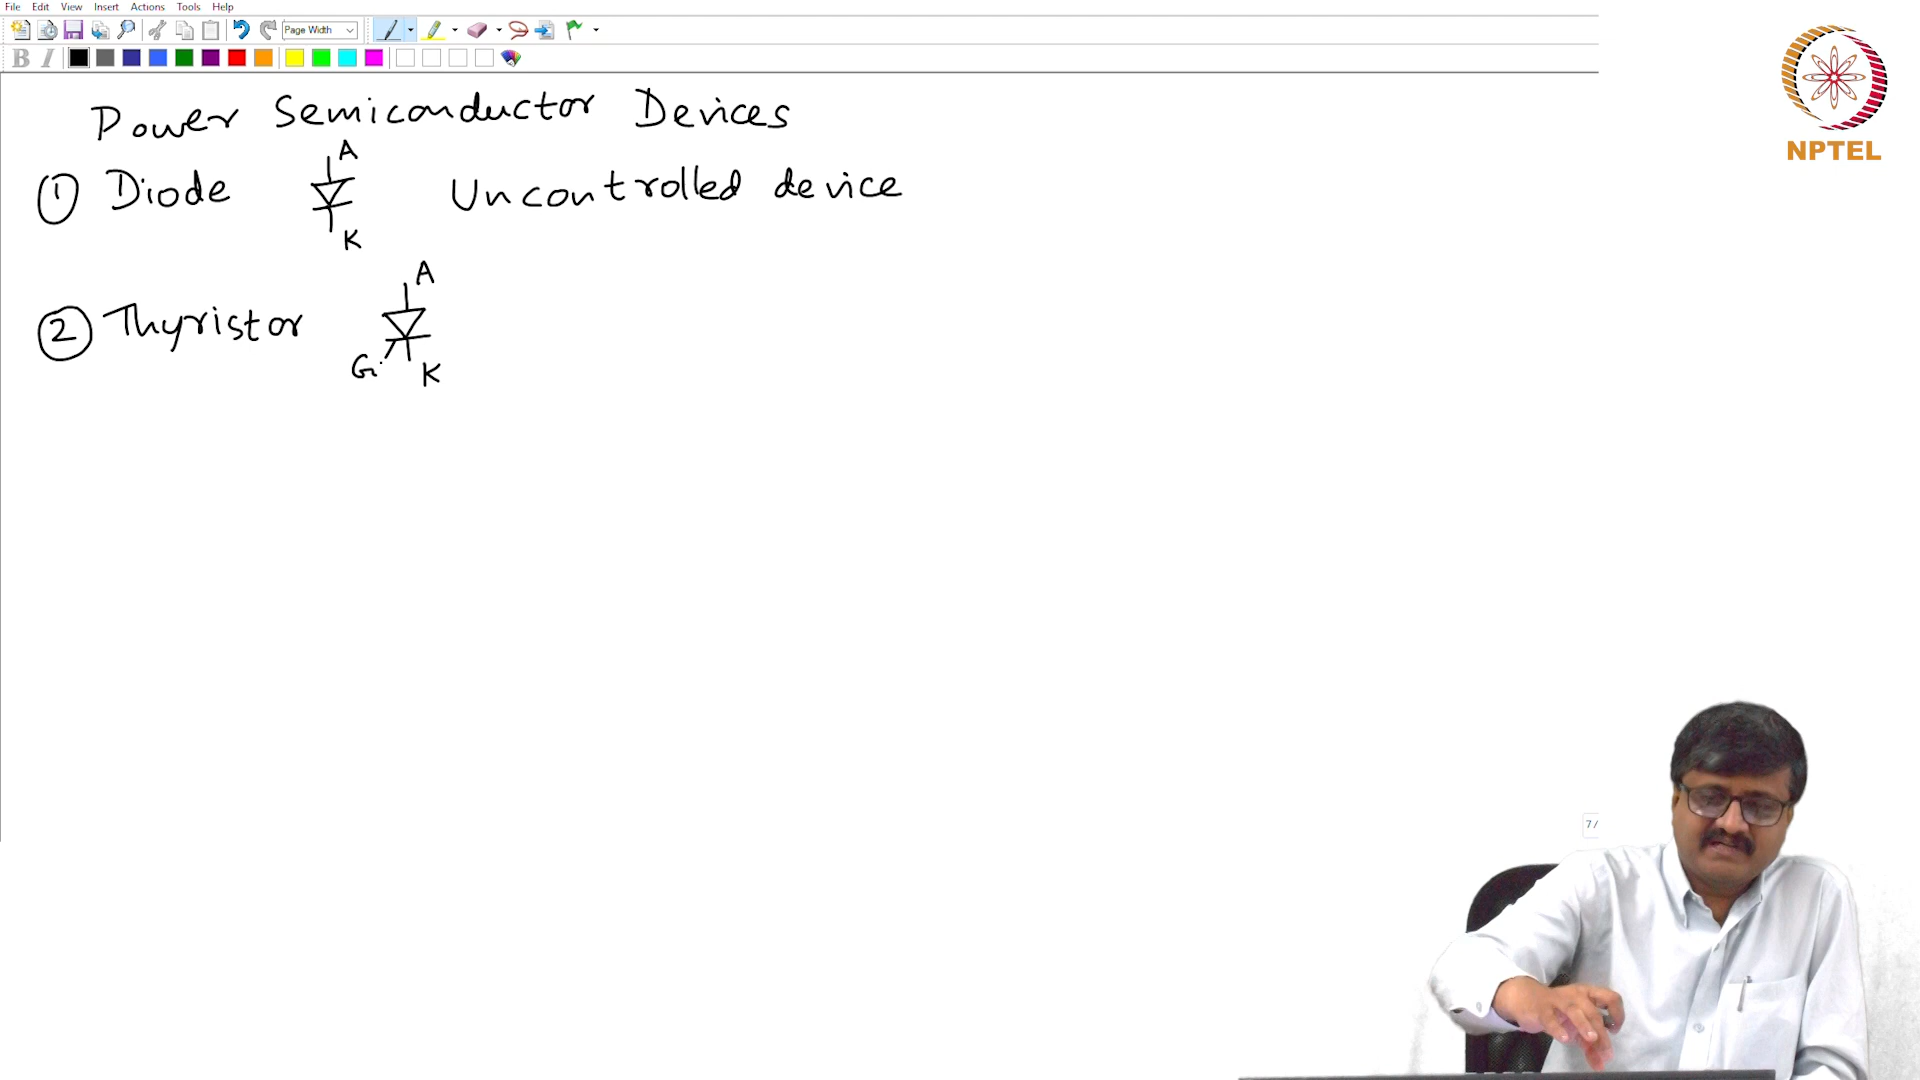 File Edit View Insert Actions Tools Help
Page Width
B I
NPTEL
Power Semiconductor Devices
A
① Diode Uncontrolled device
K
A
② Thyristor
G K
7/